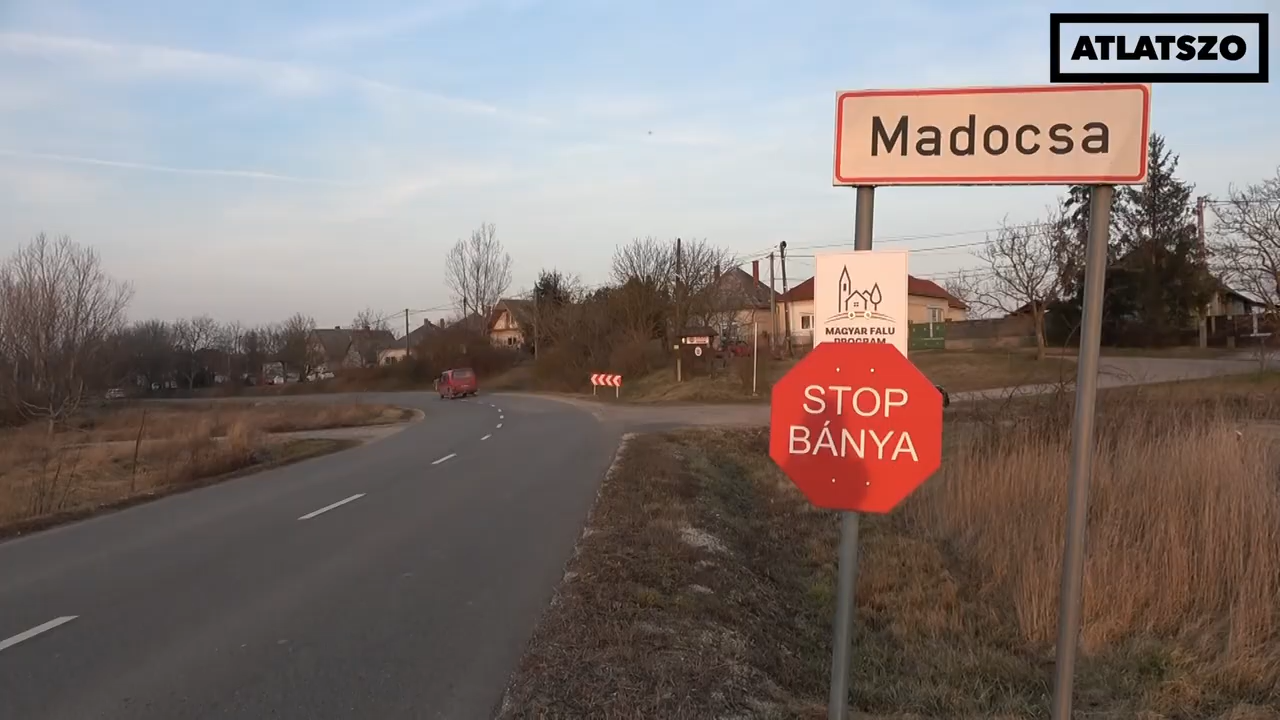 ATLATSZO
Madocsa
MAGYAR FALU
PROGRAM
STOP
BÁNYA